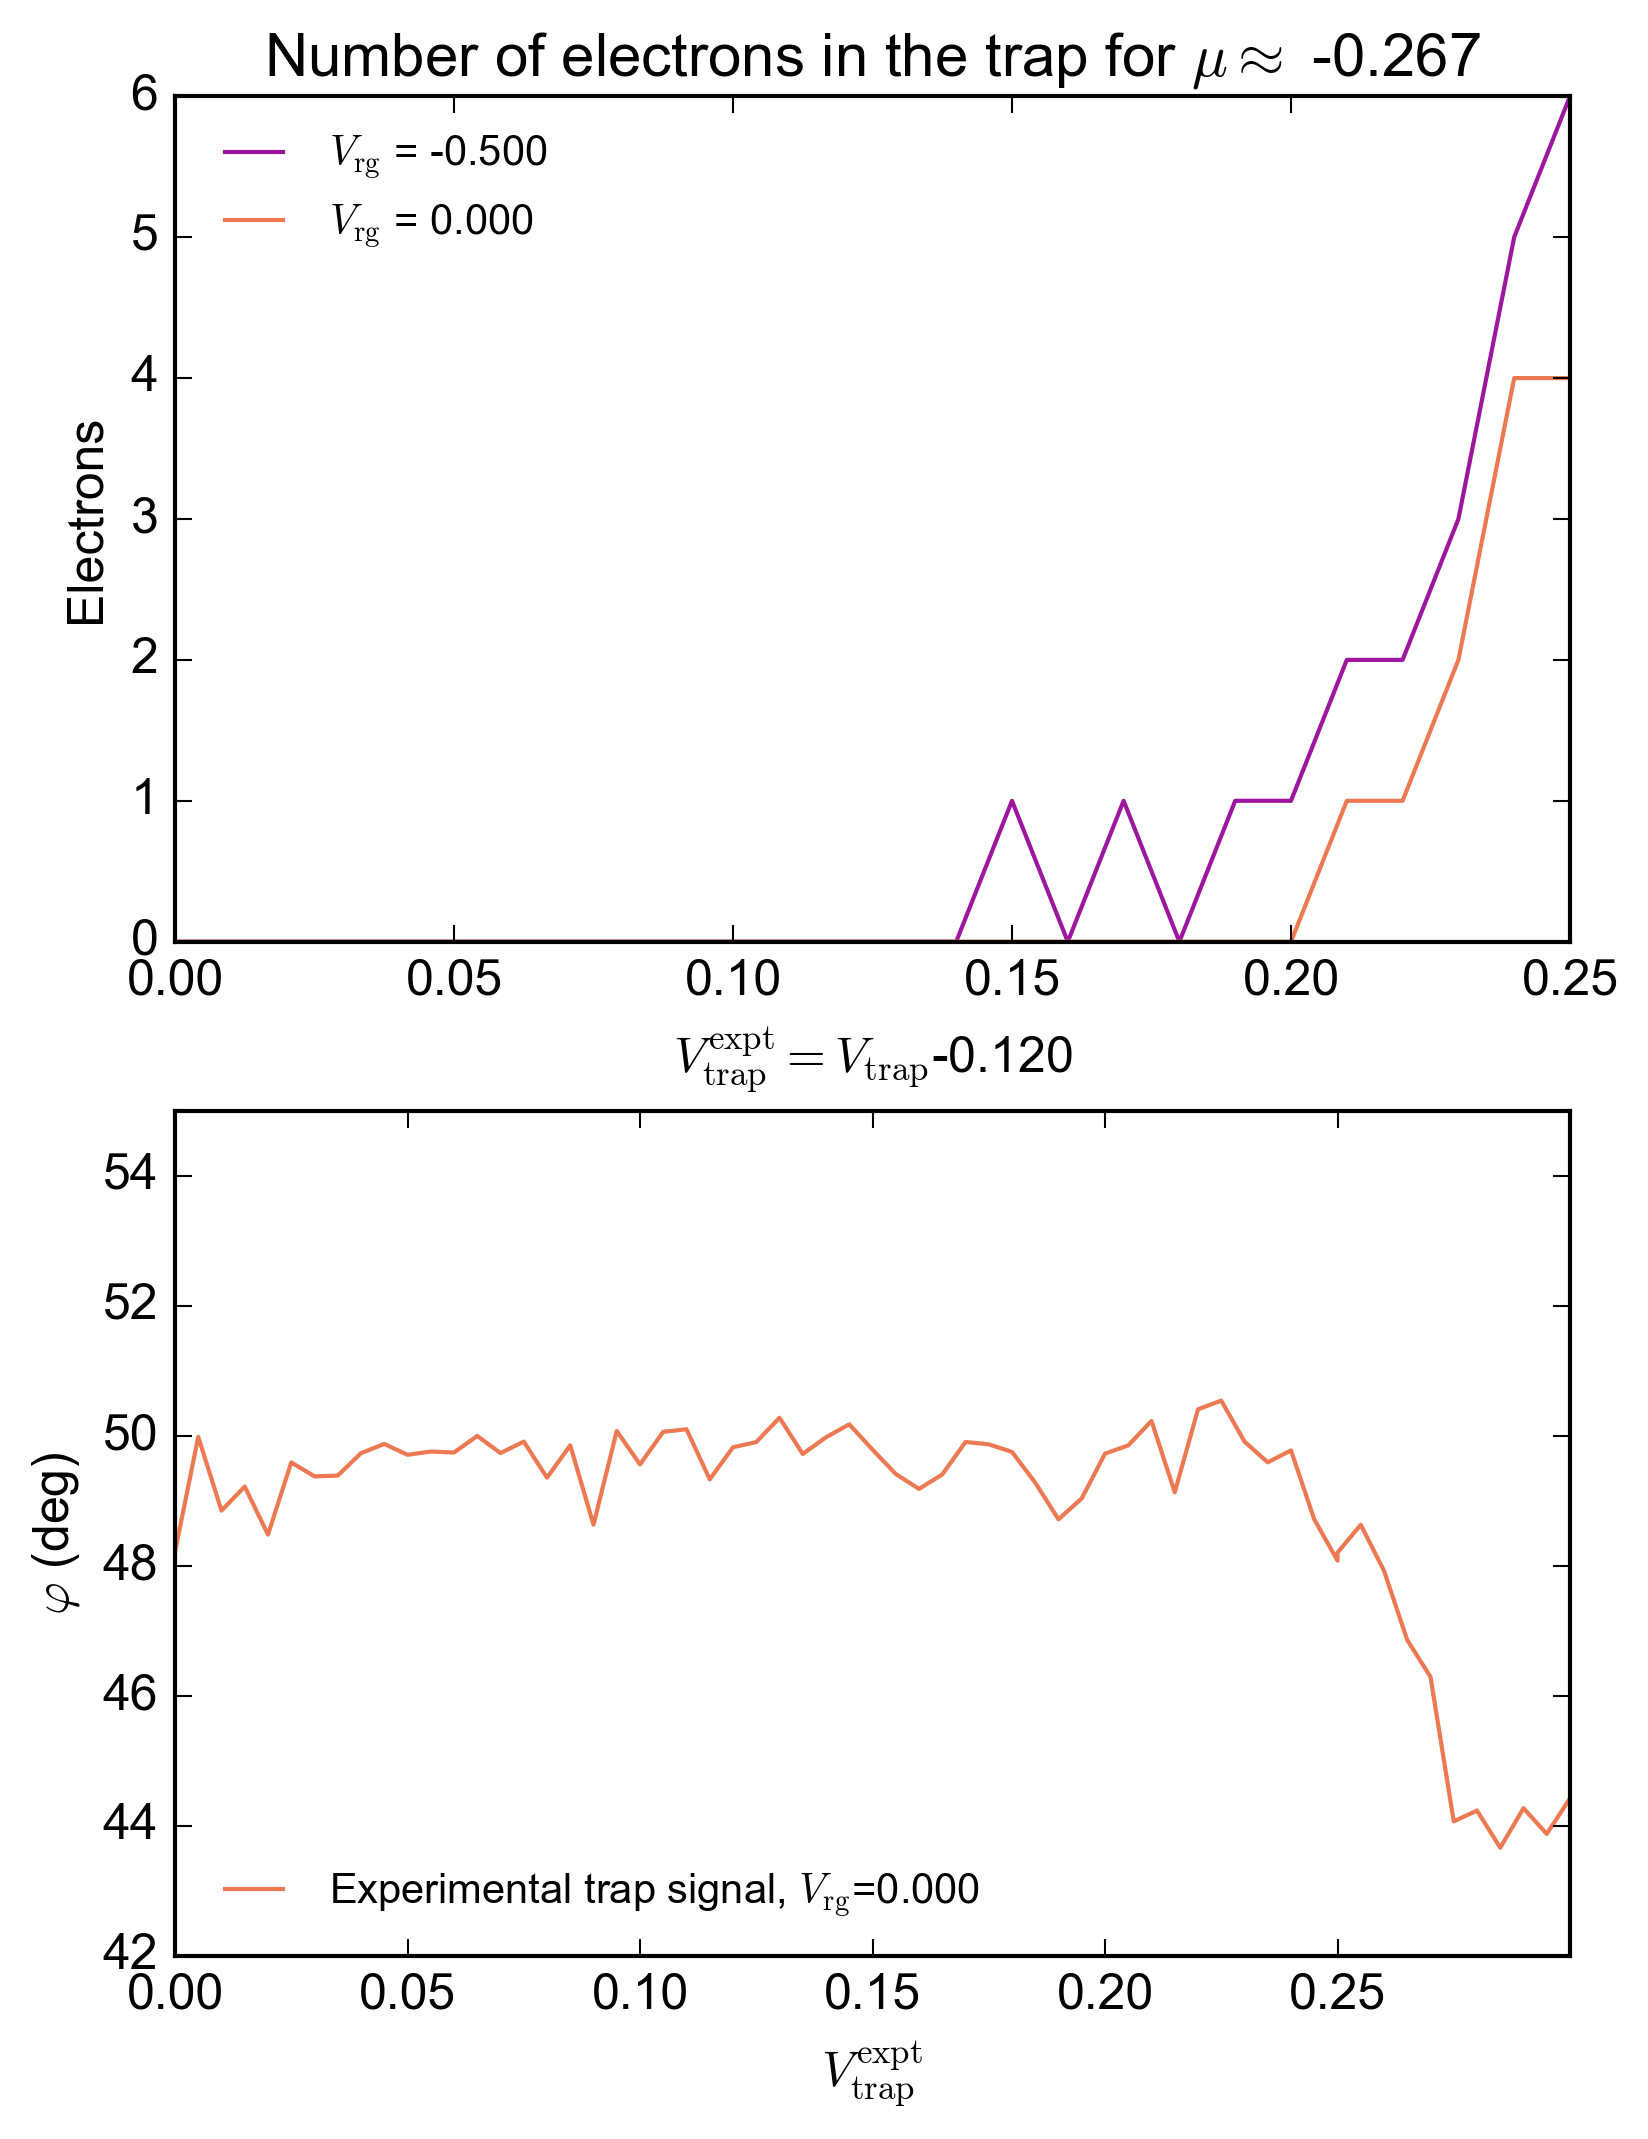 Number of electrons in the trap for μ ≈ -0.267
6
5
4
3
2
1
0
Electrons
V_rg = -0.500
V_rg = 0.000
0.00 0.05 0.10 0.15 0.20 0.25
V_trap^expt = V_trap-0.120
54
52
50
48
46
44
42
φ (deg)
Experimental trap signal, V_rg=0.000
0.00 0.05 0.10 0.15 0.20 0.25
V_trap^expt